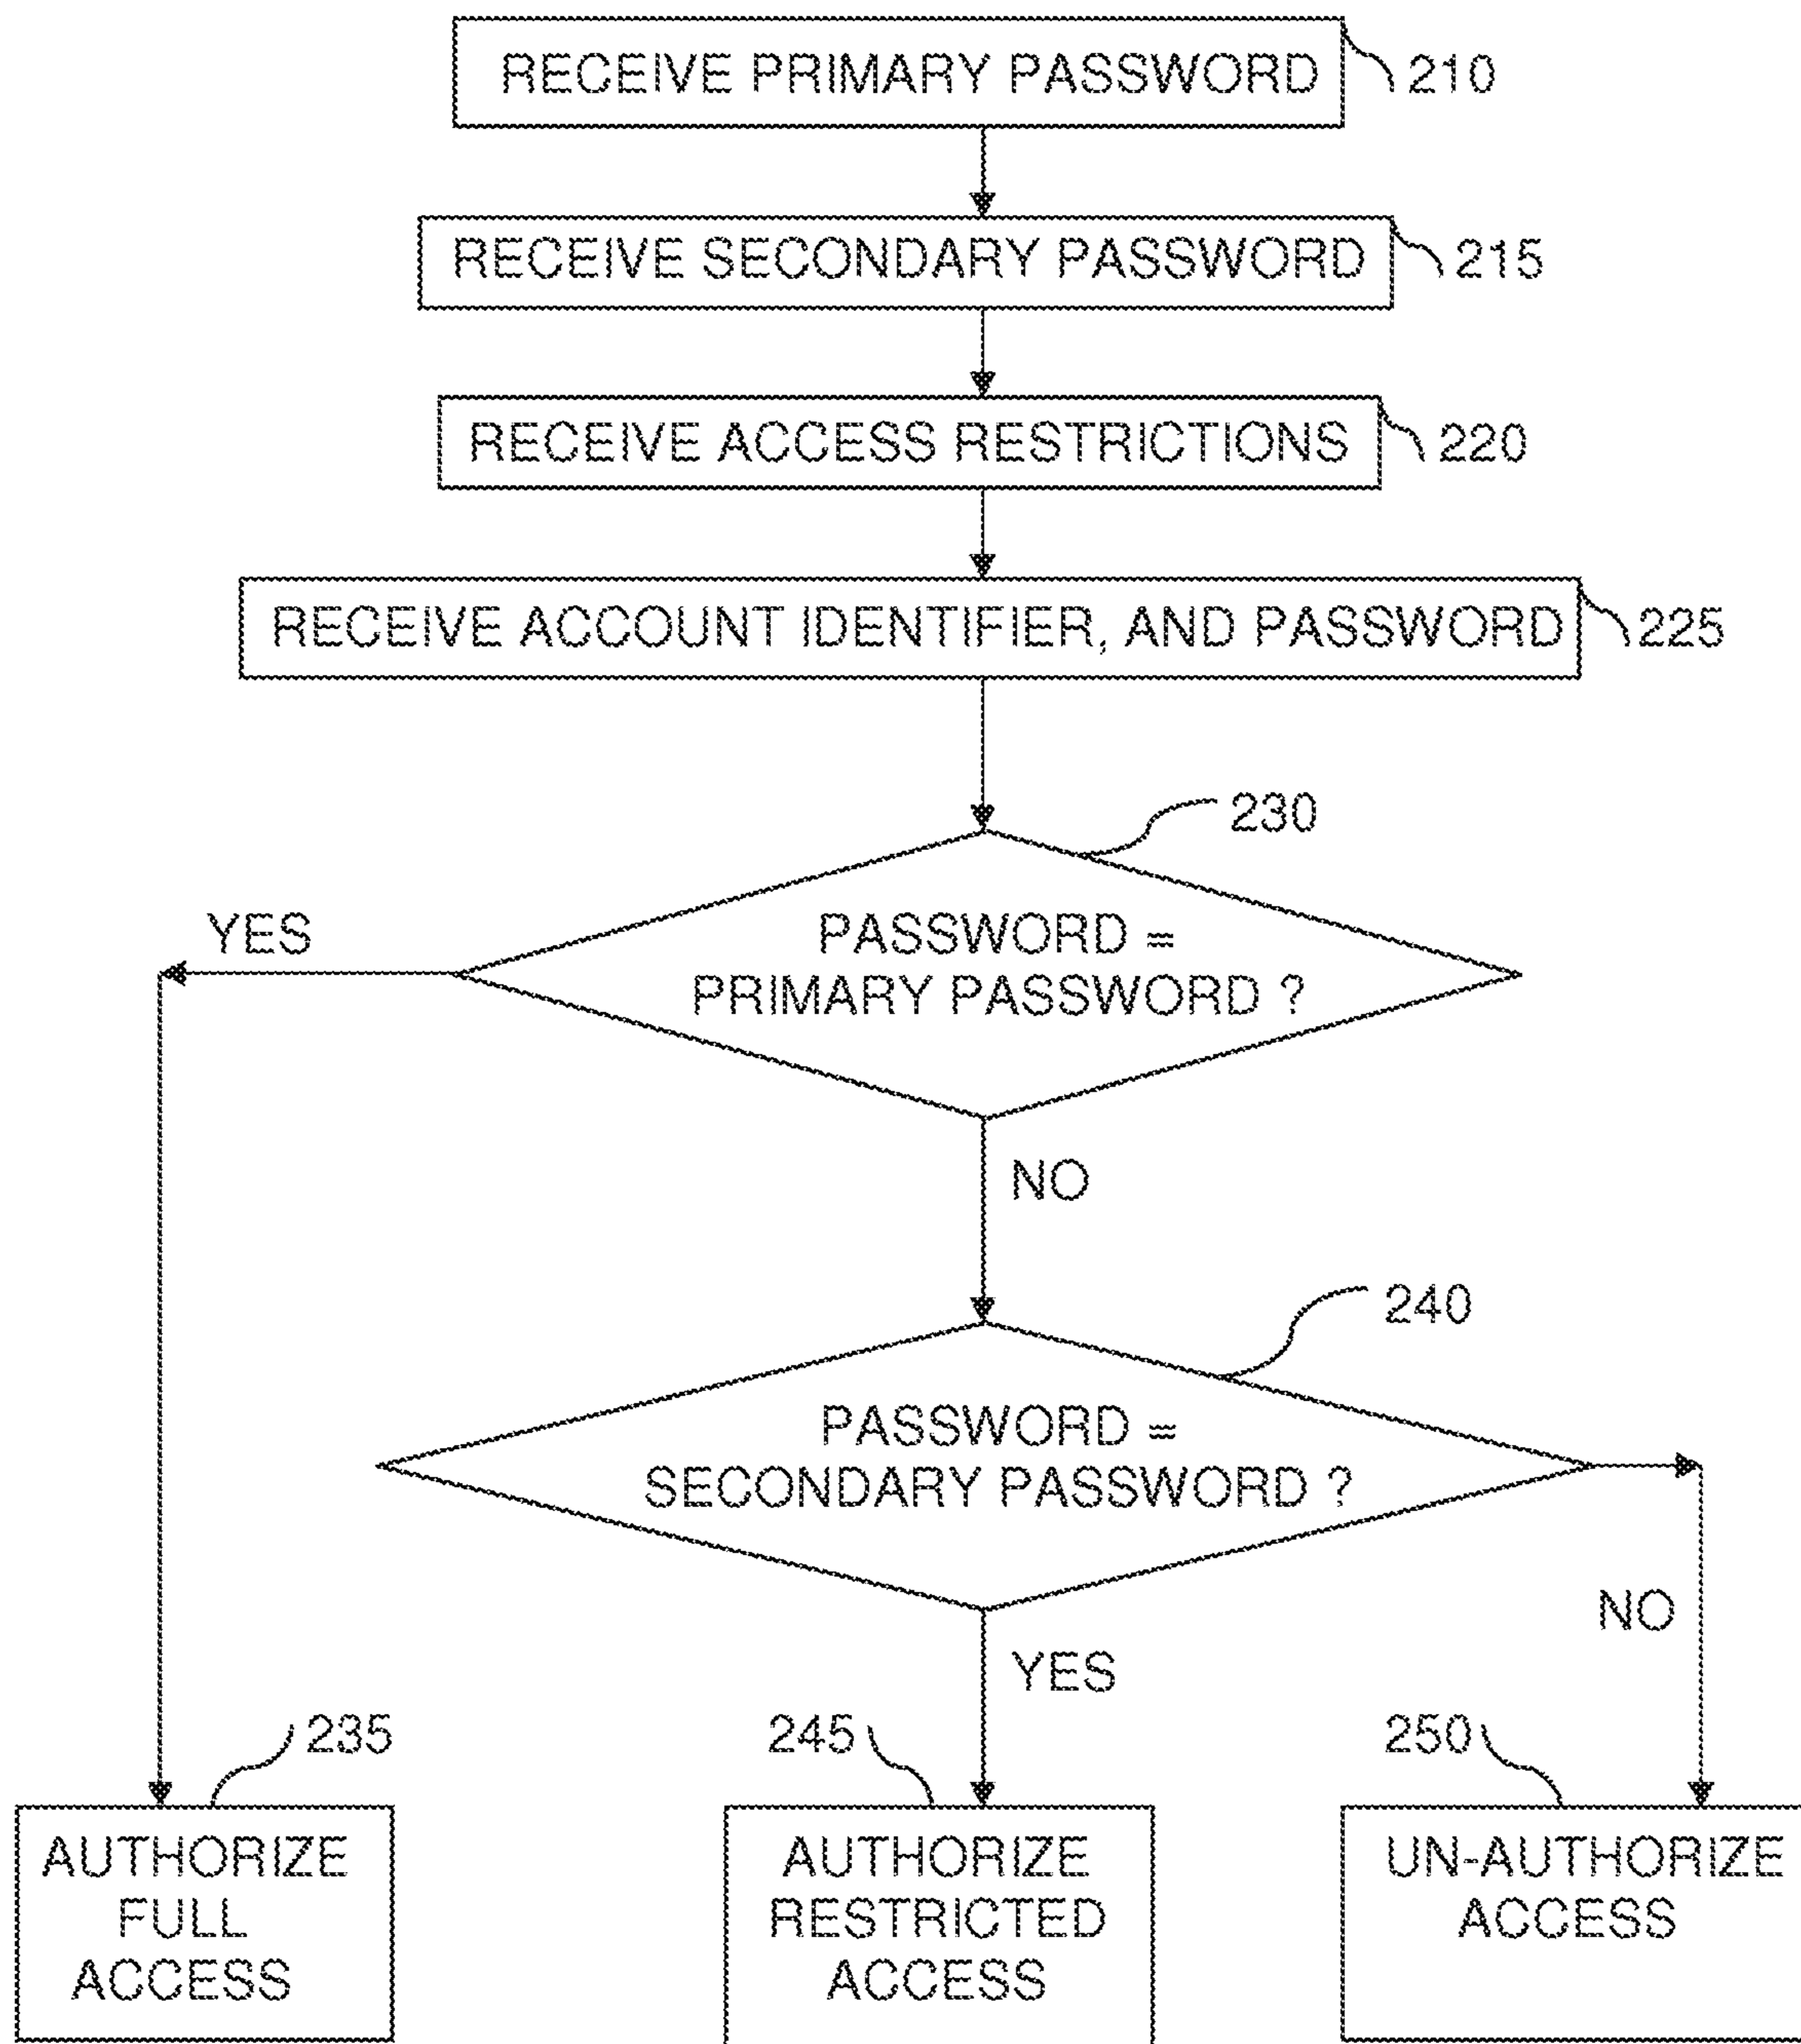 RECEIVE PRIMARY PASSWORD
210
RECEIVE SECONDARY PASSWORD
215
RECEIVE ACCESS RESTRICTIONS
220
RECEIVE ACCOUNT IDENTIFIER, AND PASSWORD
225
230
PASSWORD =
PRIMARY PASSWORD ?
YES
NO
240
PASSWORD =
SECONDARY PASSWORD ?
NO
YES
235
AUTHORIZE
FULL
ACCESS
245
AUTHORIZE
RESTRICTED
ACCESS
250
UN-AUTHORIZE
ACCESS